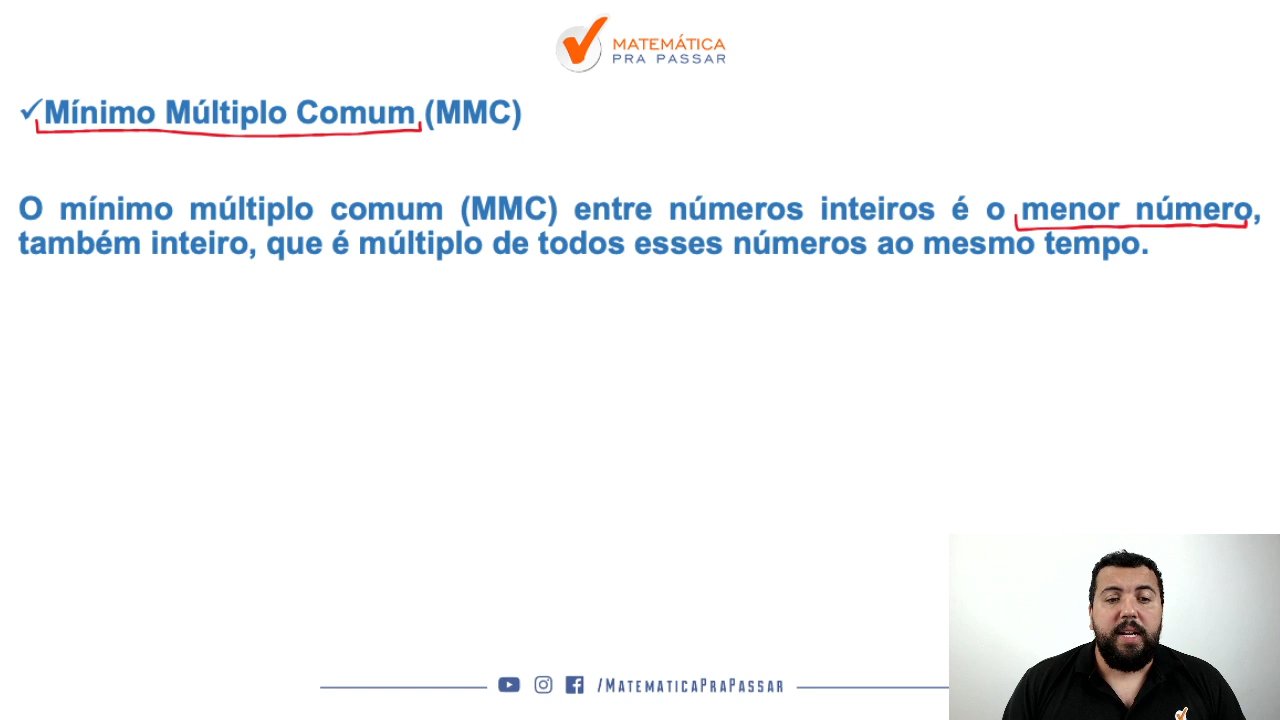 MATEMÁTICA
PRA PASSAR
✓Mínimo Múltiplo Comum (MMC)
O mínimo múltiplo comum (MMC) entre números inteiros é o menor número,
também inteiro, que é múltiplo de todos esses números ao mesmo tempo.
/MATEMATICAPRAPASSAR